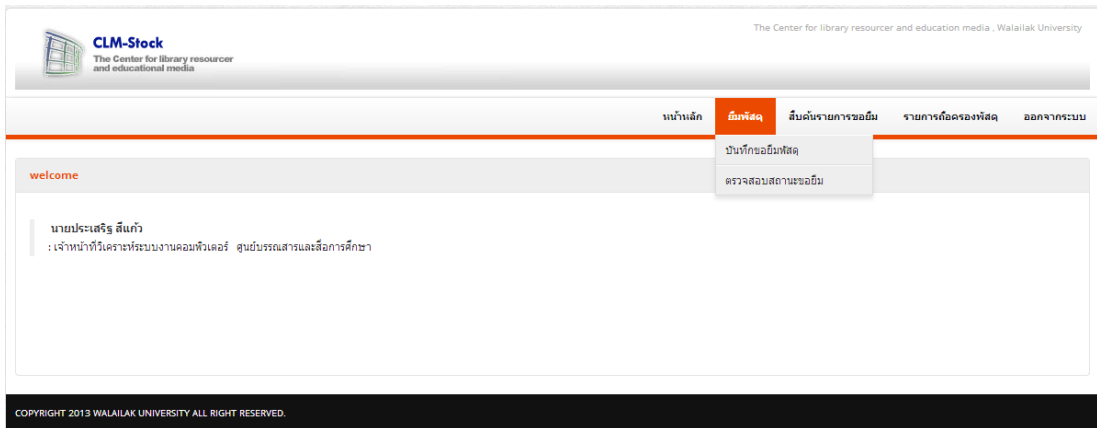 The Center for library resourcer and education media , Walailak University
CLM-Stock
The Center for library resourcer
and educational media
หน้าหลัก ยืมพัสดุ สืบค้นรายการขอยืม รายการถือครองพัสดุ ออกจากระบบ
บันทึกขอยืมพัสดุ
ตรวจสอบสถานะขอยืม
welcome
นายประเสริฐ สีแก้ว
: เจ้าหน้าที่วิเคราะห์ระบบงานคอมพิวเตอร์ ศูนย์บรรณสารและสื่อการศึกษา
COPYRIGHT 2013 WALAILAK UNIVERSITY ALL RIGHT RESERVED.